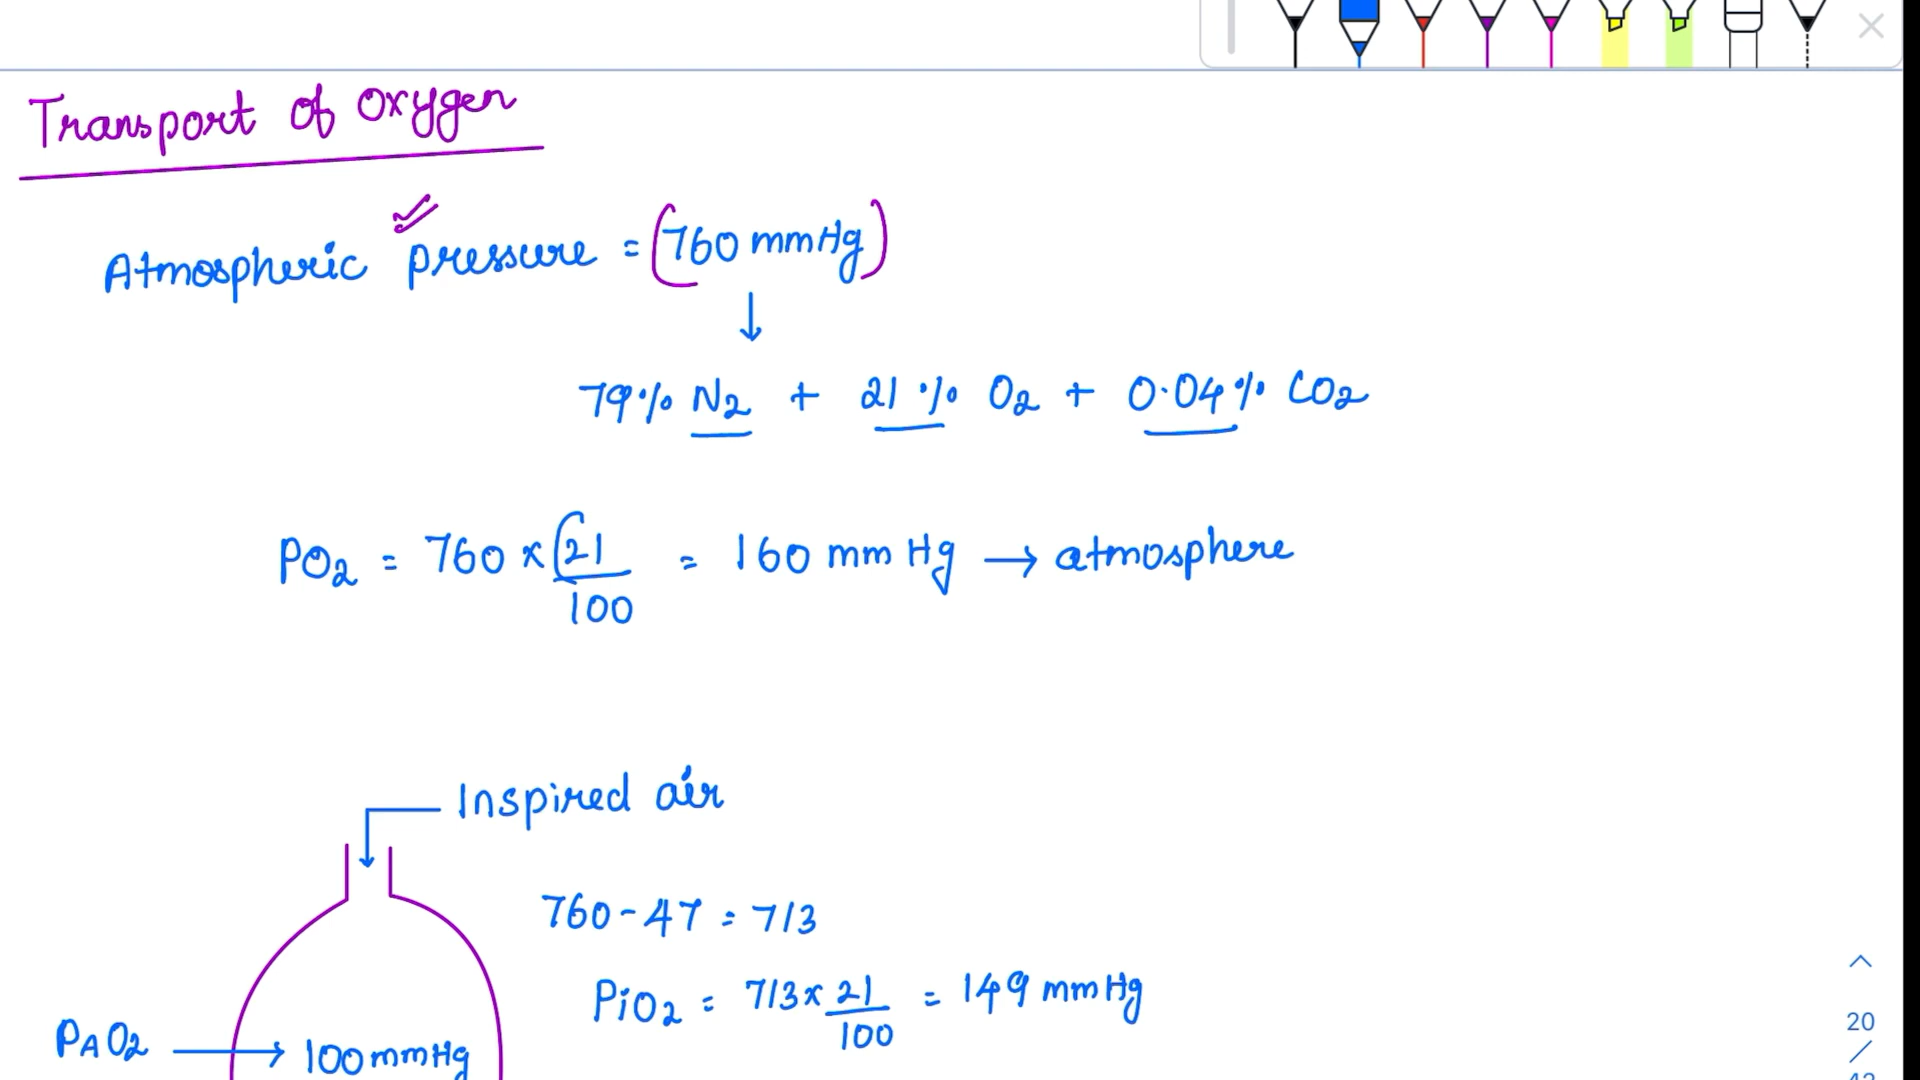 Transport of oxygen
Atmospheric pressure = (760 mmHg)
↓
79% N2 + 21% O2 + 0.04% CO2
PO2 = 760 × (21/100 = 160 mm Hg → atmosphere
Inspired air
760 - 47 = 713
PiO2 = 713 × 21/100 = 149 mmHg
PAO2 → 100 mmHg
20
/